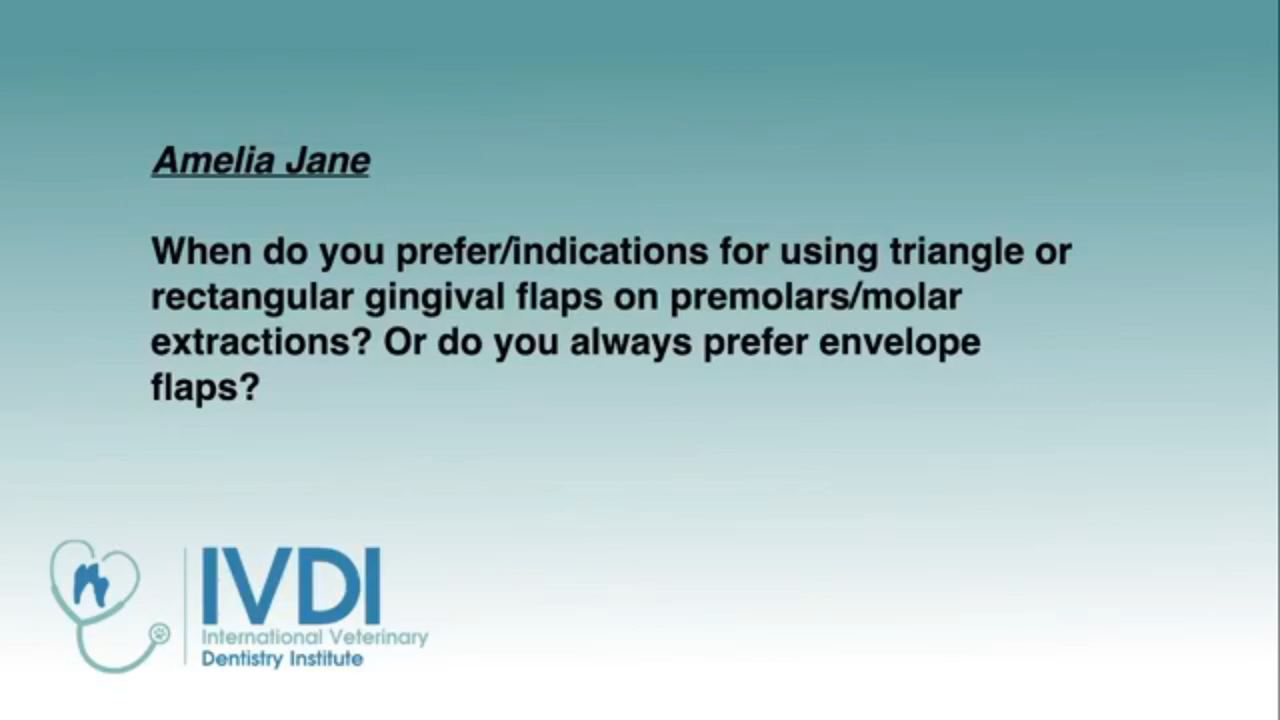 Amelia Jane
When do you prefer/indications for using triangle or
rectangular gingival flaps on premolars/molar
extractions? Or do you always prefer envelope
flaps?
IVDI
International Veterinary
Dentistry Institute